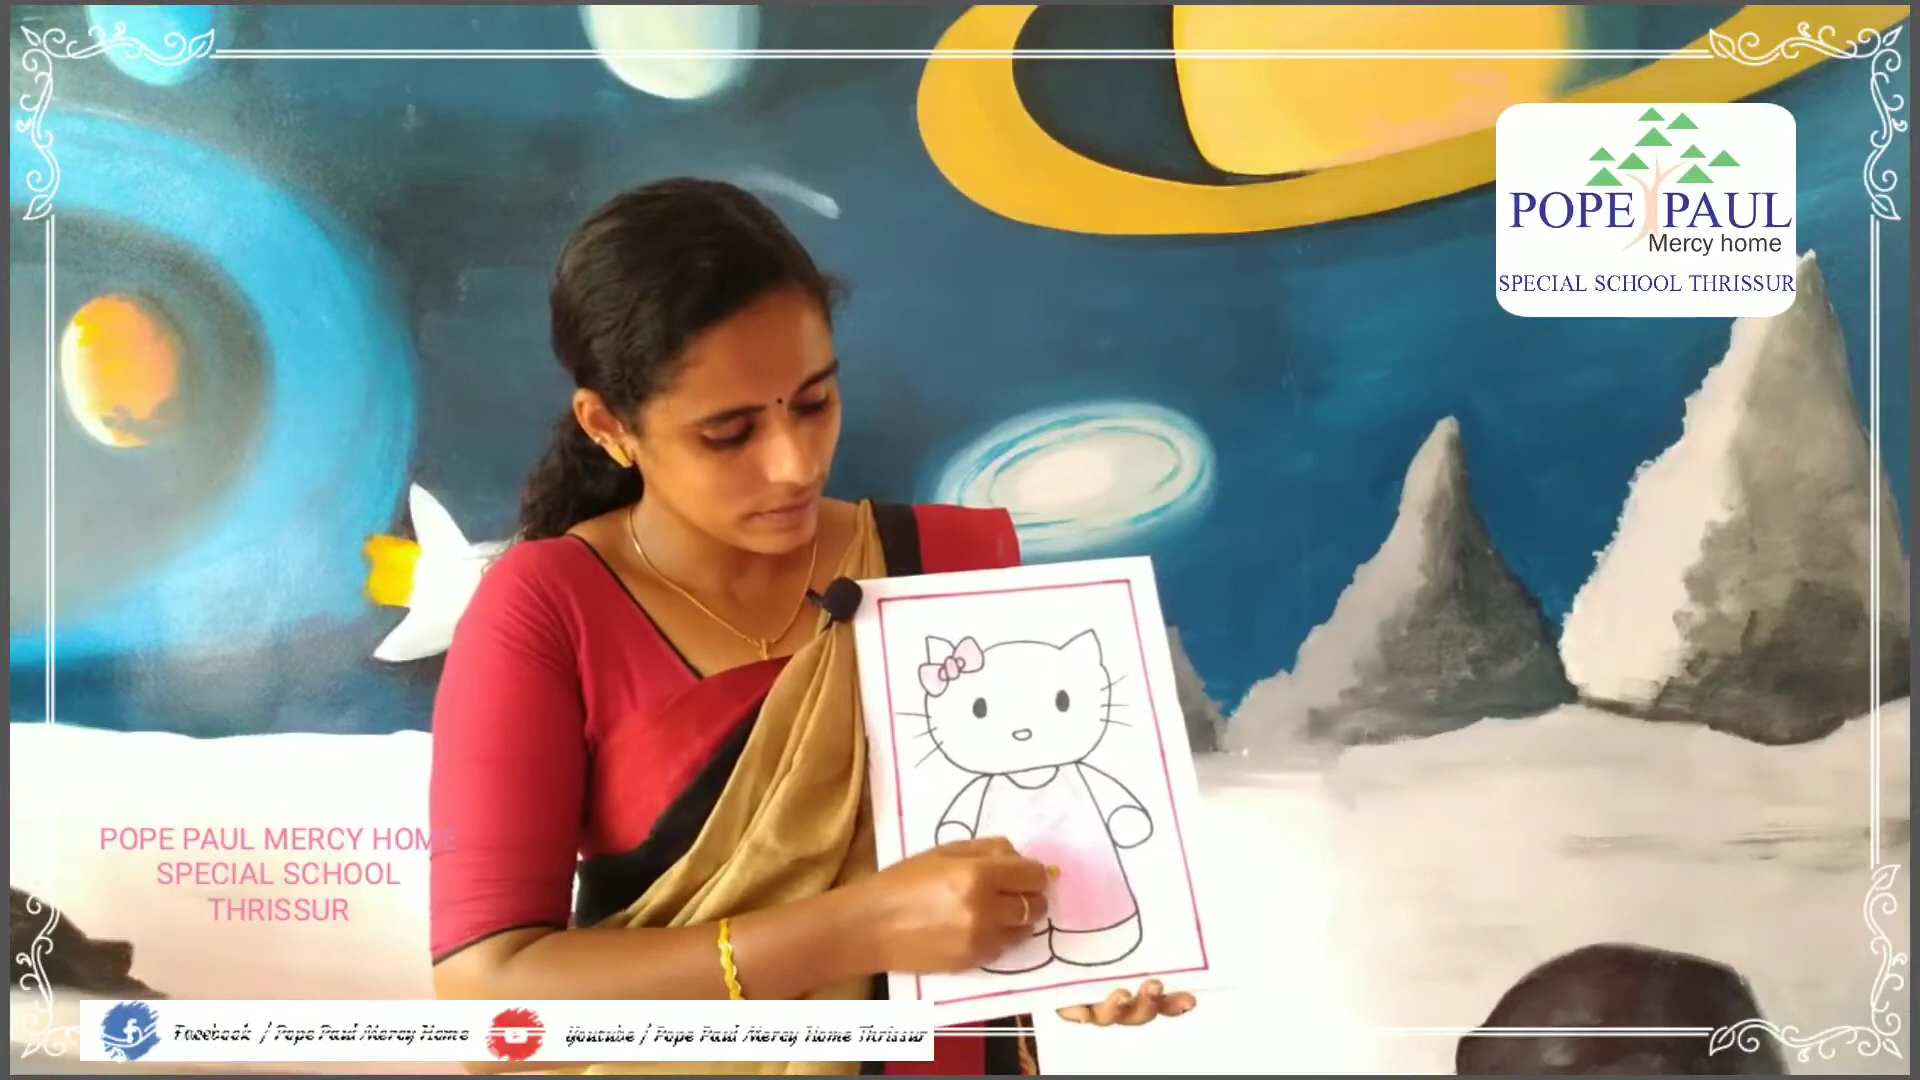 POPE PAUL
Mercy home
SPECIAL SCHOOL THRISSUR
POPE PAUL MERCY HOME
SPECIAL SCHOOL
THRISSUR
Facebook / Pope Paul Mercy Home
Youtube / Pope Paul Mercy Home Thrissur